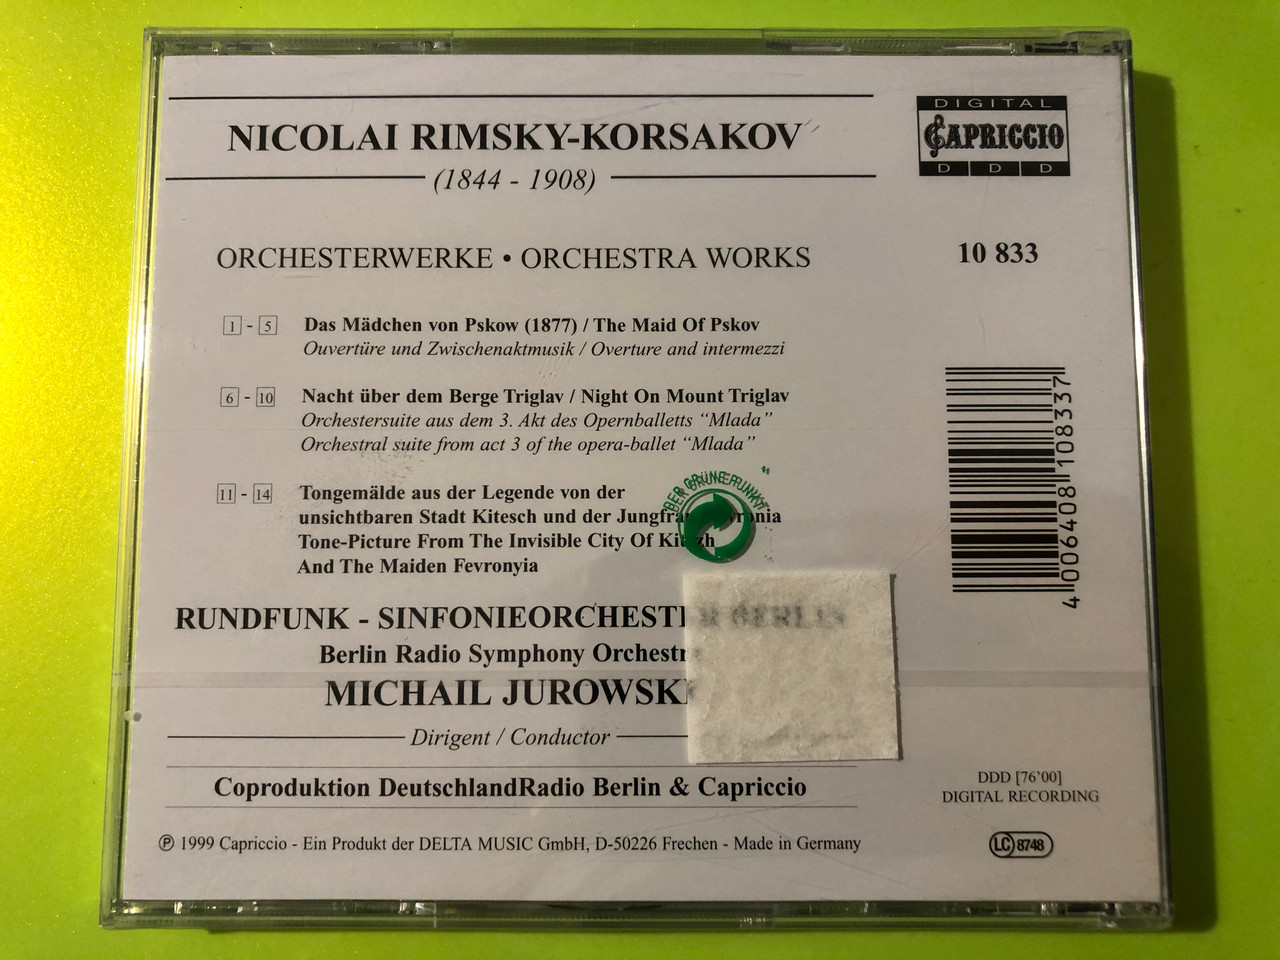 NICOLAI RIMSKY-KORSAKOV
(1844 - 1908)
DIGITAL
CAPRICCIO
D D D
ORCHESTERWERKE • ORCHESTRA WORKS
10 833
1 - 5 Das Mädchen von Pskow (1877) / The Maid Of Pskov
Ouvertüre und Zwischenaktmusik / Overture and intermezzi
6 - 10 Nacht über dem Berge Triglav / Night On Mount Triglav
Orchestersuite aus dem 3. Akt des Opernballetts “Mlada”
Orchestral suite from act 3 of the opera-ballet “Mlada”
11 - 14 Tongemälde aus der Legende von der
unsichtbaren Stadt Kitesch und der
Tone-Picture From The Invisible City Of
And The Maiden Fevronyia
DER GRÜNE PUNKT
4 006408 108337
RUNDFUNK - SINFONIEORCHESTER BERLIN
Berlin Radio Symphony
MICHAIL
Dirigent / Conductor
Coproduktion DeutschlandRadio Berlin & Capriccio
DDD [76'00]
DIGITAL RECORDING
℗ 1999 Capriccio - Ein Produkt der DELTA MUSIC GmbH, D-50226 Frechen - Made in Germany
LC 8748